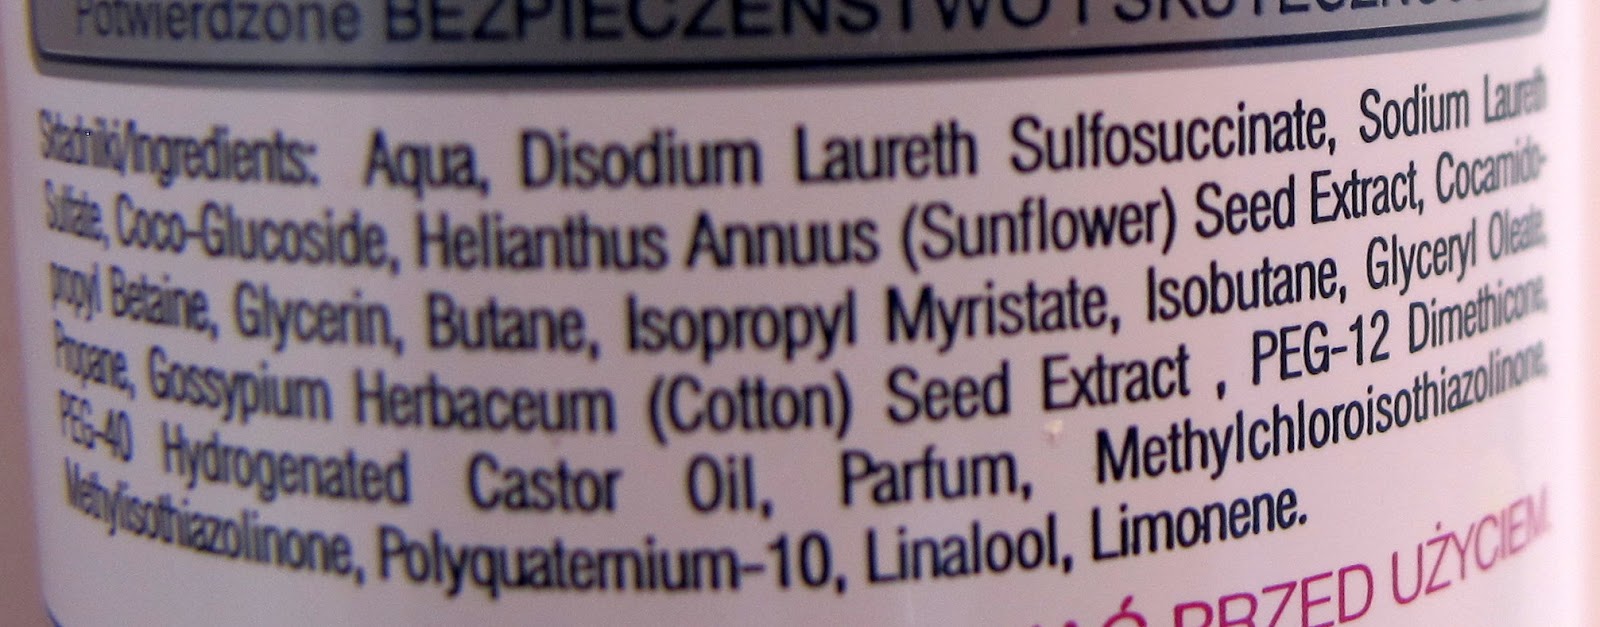 Potwierdzone BEZPIECZEŃSTWO I SKUTECZNOŚĆ
Składniki/Ingredients: Aqua, Disodium Laureth Sulfosuccinate, Sodium Laureth
Sulfate, Coco-Glucoside, Helianthus Annuus (Sunflower) Seed Extract, Cocamido-
propyl Betaine, Glycerin, Butane, Isopropyl Myristate, Isobutane, Glyceryl Oleate,
Propane, Gossypium Herbaceum (Cotton) Seed Extract , PEG-12 Dimethicone,
PEG-40 Hydrogenated Castor Oil, Parfum, Methylchloroisothiazolinone,
Methylisothiazolinone, Polyquaternium-10, Linalool, Limonene.
PRZED UŻYCIEM.